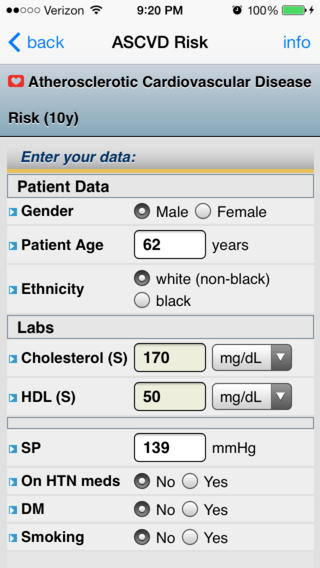 Verizon 9:20 PM 100%
back ASCVD Risk info
Atherosclerotic Cardiovascular Disease
Risk (10y)
Enter your data:
Patient Data
Gender Male Female
Patient Age 62 years
Ethnicity white (non-black)
black
Labs
Cholesterol (S) 170 mg/dL
HDL (S) 50 mg/dL
SP 139 mmHg
On HTN meds No Yes
DM No Yes
Smoking No Yes